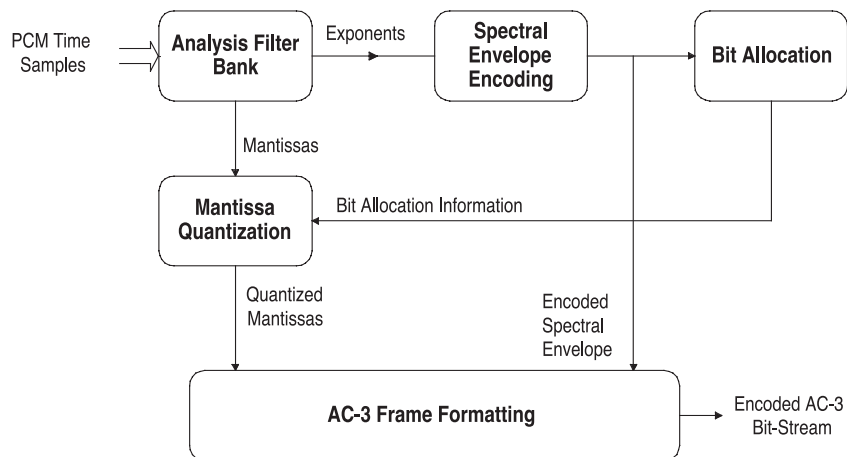 PCM Time
Samples
Analysis Filter
Bank
Exponents
Spectral
Envelope
Encoding
Bit Allocation
Mantissas
Mantissa
Quantization
Bit Allocation Information
Quantized
Mantissas
Encoded
Spectral
Envelope
AC-3 Frame Formatting
Encoded AC-3
Bit-Stream